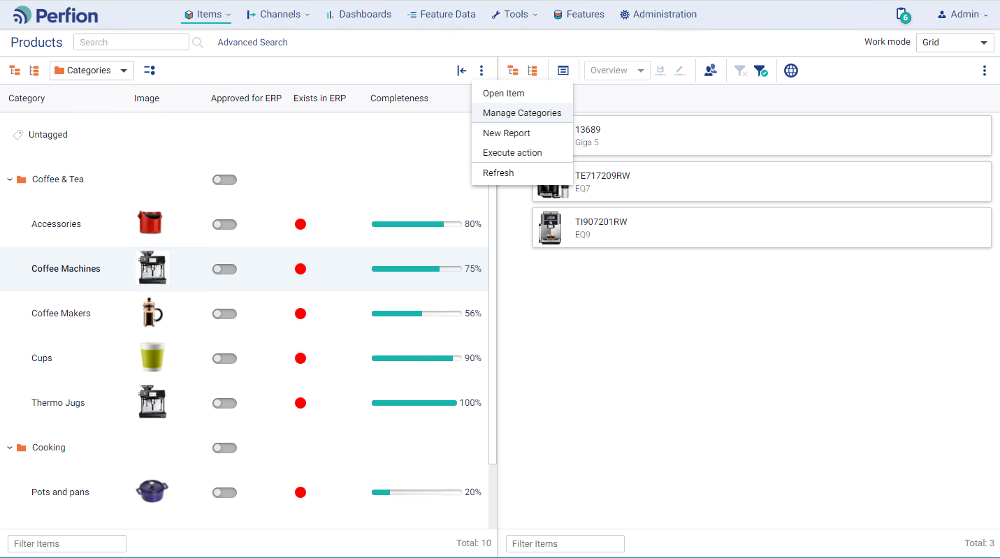 Perfion
Items
Channels
Dashboards
Feature Data
Tools
Features
Administration
6
Admin
Products
Search
Advanced Search
Work mode
Grid
Categories
Overview
Category
Image
Approved for ERP
Exists in ERP
Completeness
Open Item
Manage Categories
New Report
Execute action
Refresh
Untagged
Coffee & Tea
Accessories
80%
Coffee Machines
75%
Coffee Makers
56%
Cups
90%
Thermo Jugs
100%
Cooking
Pots and pans
20%
13689
Giga 5
TE717209RW
EQ7
TI907201RW
EQ9
Filter Items
Total: 10
Filter Items
Total: 3